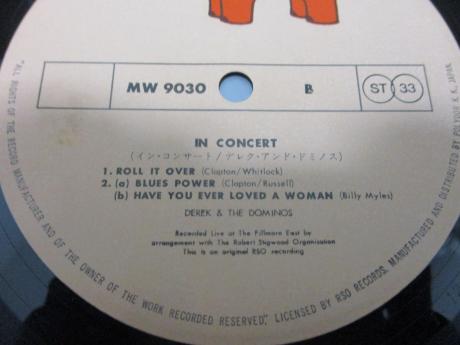 MW 9030 B ST 33
IN CONCERT
(イン・コンサート/デレク・アンド・ドミノス)
1. ROLL IT OVER (Clapton/Whitlock)
2. (a) BLUES POWER (Clapton/Russell)
(b) HAVE YOU EVER LOVED A WOMAN (Billy Myles)
DEREK & THE DOMINOS
Recorded Live at The Fillmore East by
arrangement with The Robert Stigwood Organisation
This is an original RSO recording
"ALL RIGHTS OF THE RECORD MANUFACTURER AND OF THE OWNER OF THE WORK RECORDED RESERVED", LICENSED BY RSO RECORDS. MANUFACTURED AND DISTRIBUTED BY POLYDOR K.K. JAPAN.